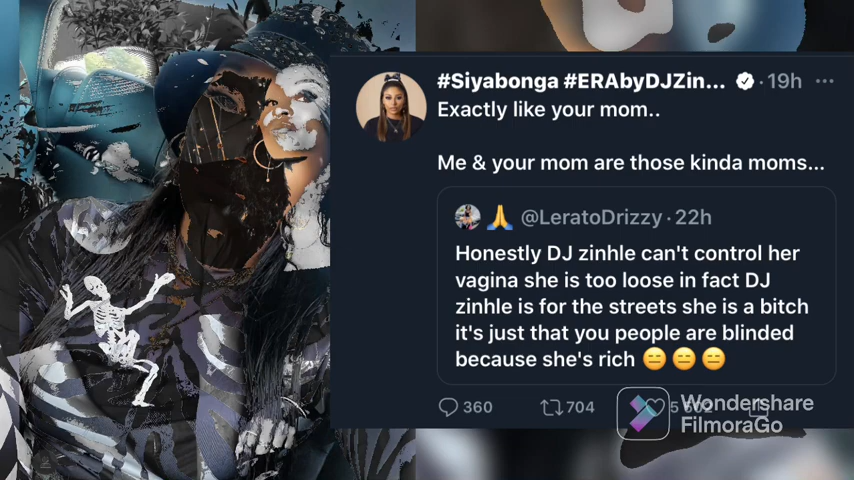 #Siyabonga #ERAbyDJZin... · 19h ...
Exactly like your mom..
Me & your mom are those kinda moms...
🙏 @LeratoDrizzy · 22h
Honestly DJ zinhle can't control her
vagina she is too loose in fact DJ
zinhle is for the streets she is a bitch
it's just that you people are blinded
because she's rich 😑 😑 😑
360 704
Wondershare
FilmoraGo